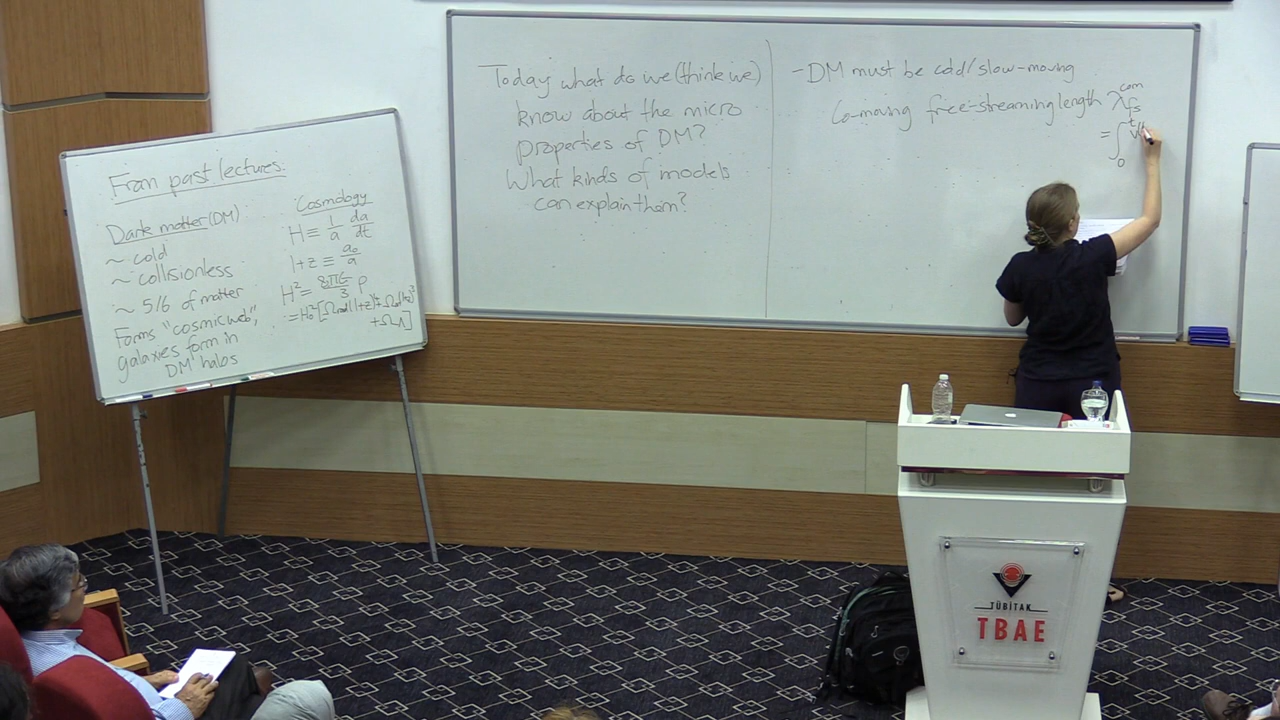 From past lectures:
Dark matter (DM)
~ cold
~ collisionless
~ 5/6 of matter
Forms "cosmic web",
galaxies form in
DM halos
Cosmology
H ≡ 1/a da/dt
1+z ≡ a₀/a
H² = 8πG/3 ρ
= H₀²[Ωrad(1+z)⁴+Ωm(1+z)³
+ΩΛ]
Today what do we (think we)
know about the micro
properties of DM?
What kinds of models
can explain them?
- DM must be cold/slow-moving
Co-moving free-streaming length λ_fs^com
= ∫₀ᵗ v(
TÜBİTAK
TBAE